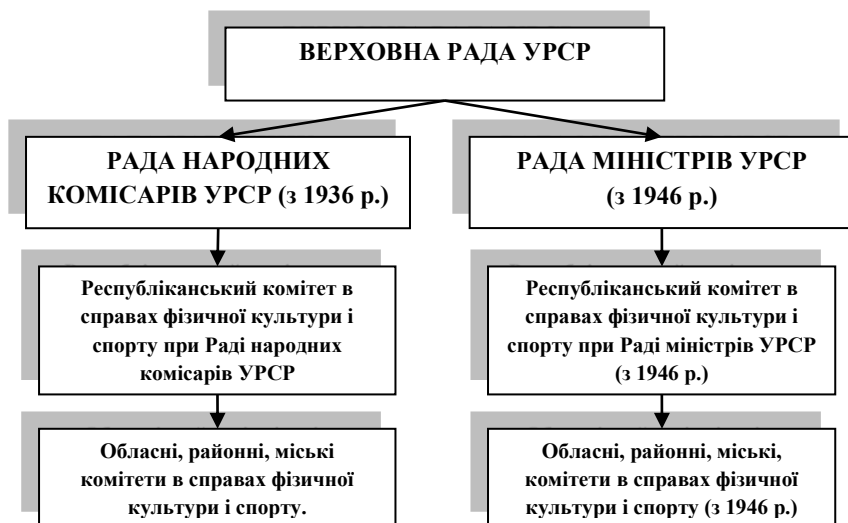 ВЕРХОВНА РАДА УРСР
РАДА НАРОДНИХ
КОМІСАРІВ УРСР (з 1936 р.)
РАДА МІНІСТРІВ УРСР
(з 1946 р.)
Республіканський комітет в
справах фізичної культури і
спорту при Раді народних
комісарів УРСР
Республіканський комітет в
справах фізичної культури і
спорту при Раді міністрів УРСР
(з 1946 р.)
Обласні, районні, міські
комітети в справах фізичної
культури і спорту.
Обласні, районні, міські,
комітети в справах фізичної
культури і спорту (з 1946 р.)